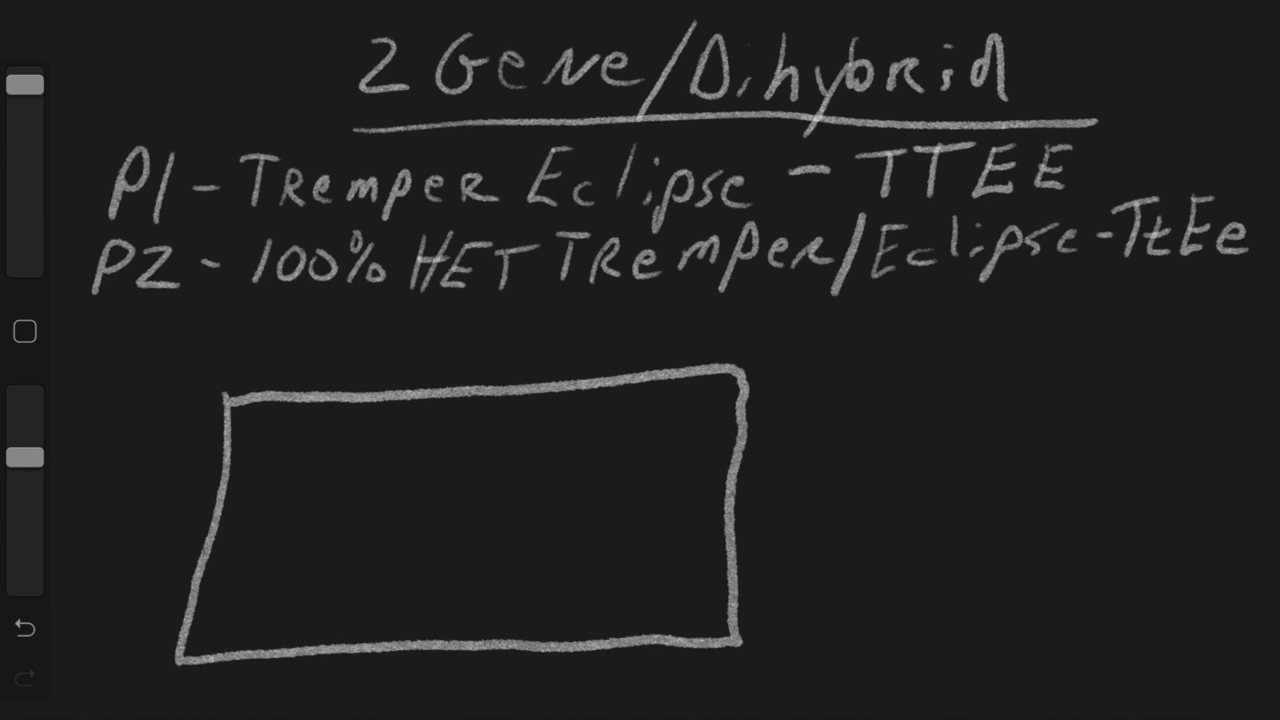 2 Gene/Dihybrid
P1 - Tremper Eclipse - TTEE
P2 - 100% HET Tremper/Eclipse - TtEe